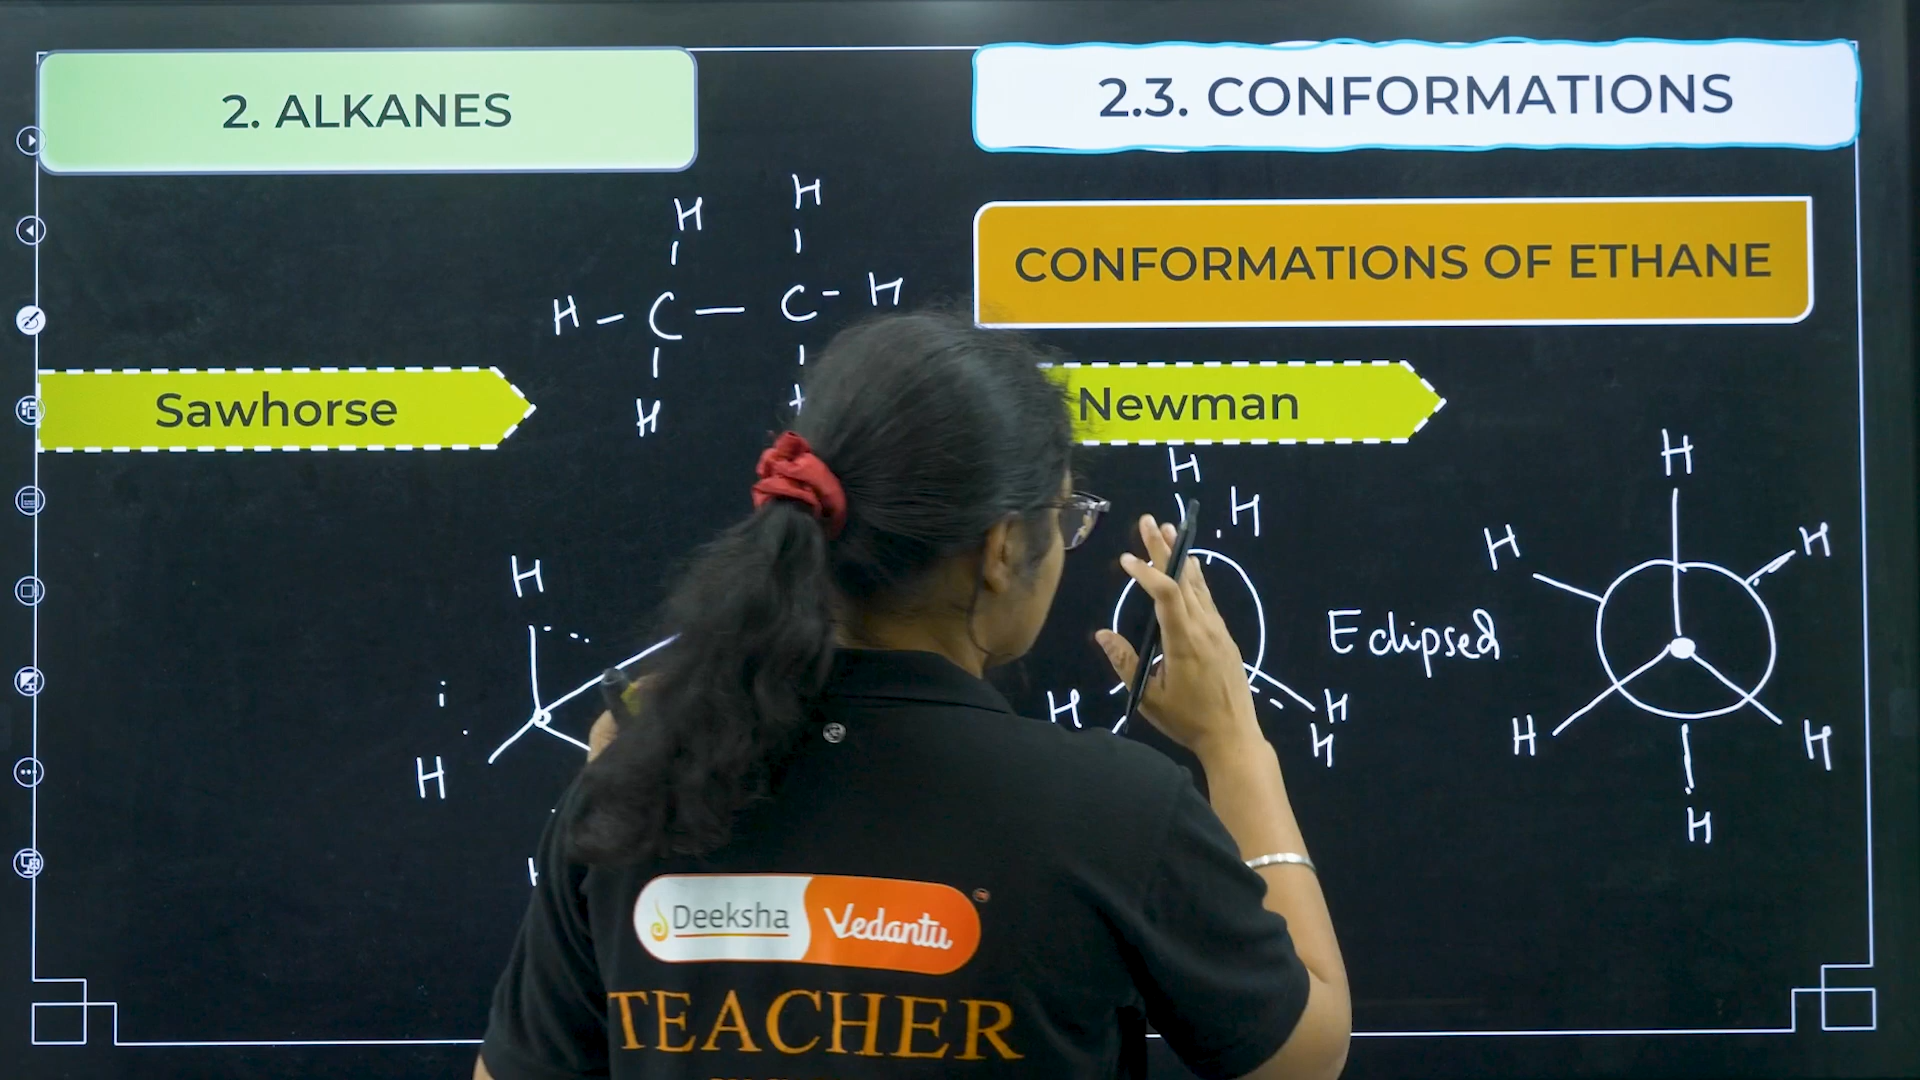 2. ALKANES
2.3. CONFORMATIONS
CONFORMATIONS OF ETHANE
H H
H - C - C - H
H
Sawhorse
Newman
H
H
H
H
H
H
H
Eclipsed
H
H
H
H
H
H
H
H
H
Deeksha Vedantu
TEACHER